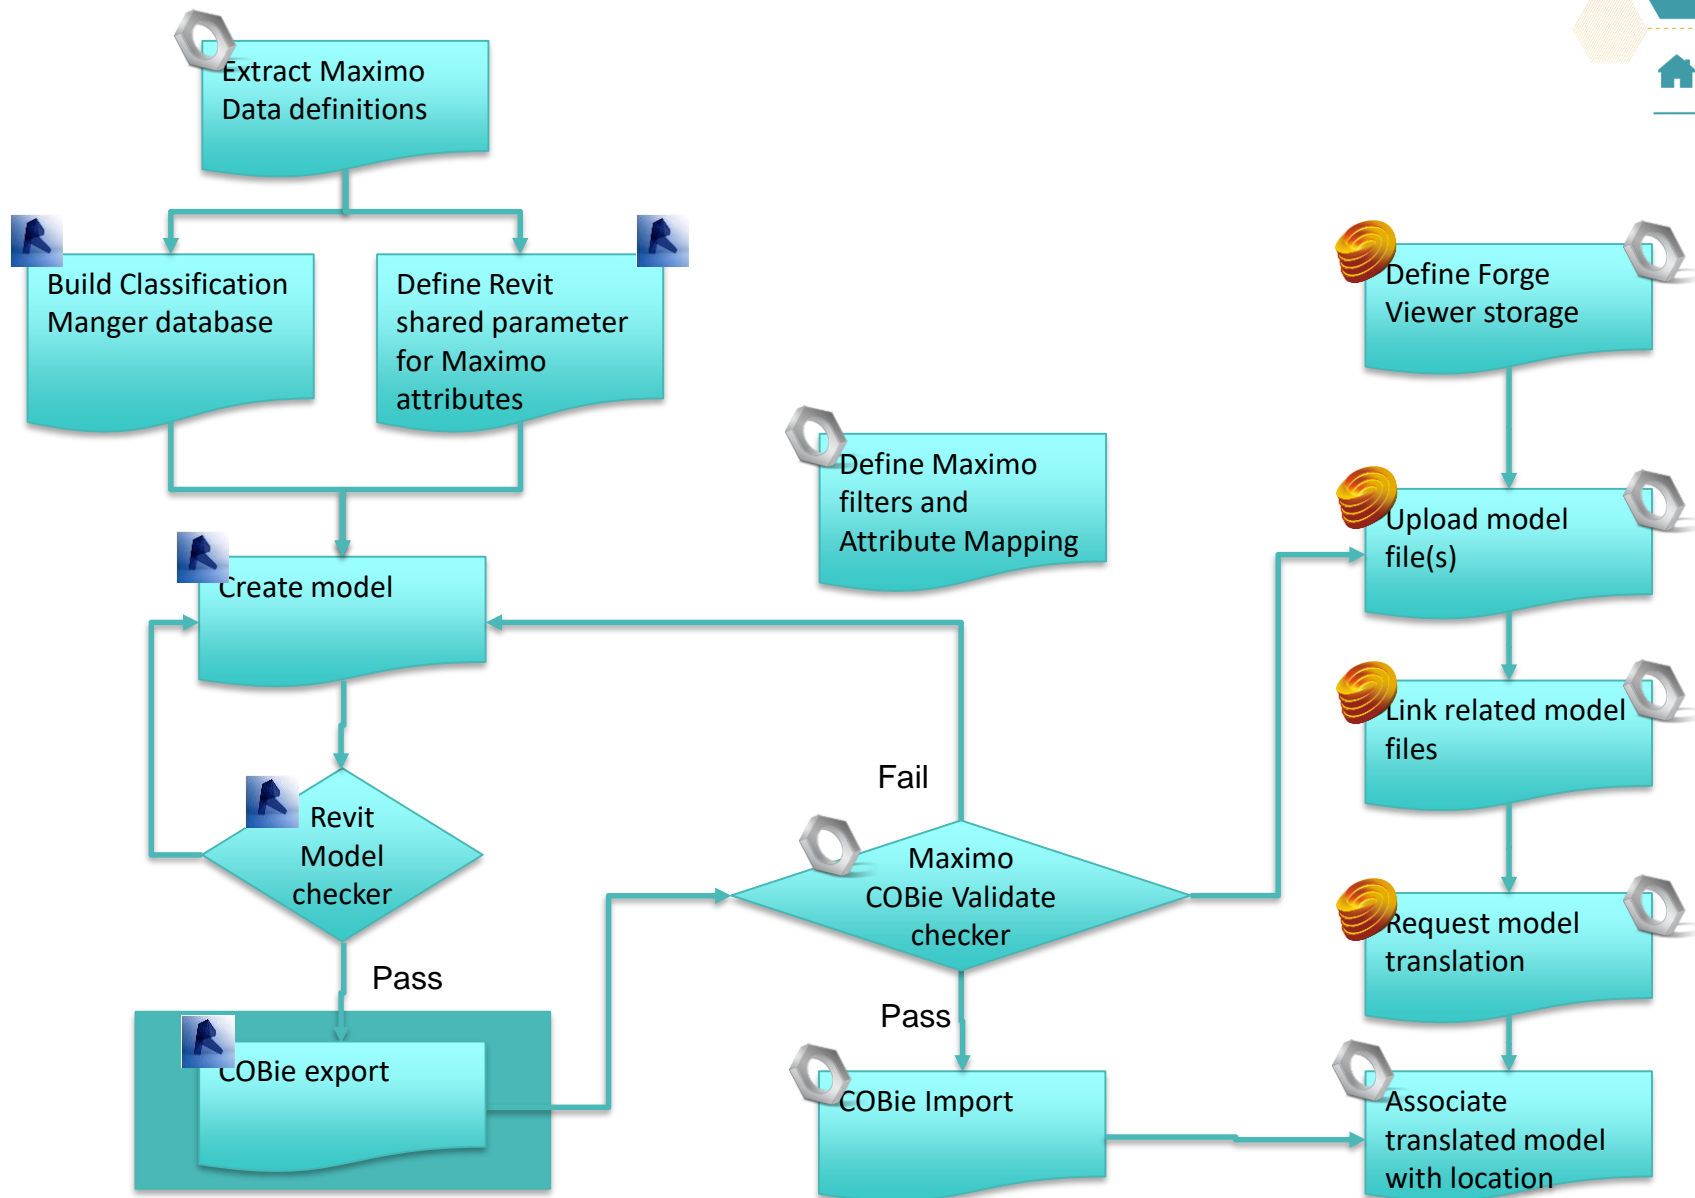 Extract Maximo
Data definitions
Build Classification
Manger database
Define Revit
shared parameter
for Maximo
attributes
Define Forge
Viewer storage
Define Maximo
filters and
Attribute Mapping
Upload model
file(s)
Create model
Link related model
files
Fail
Revit
Model
checker
Maximo
COBie Validate
checker
Request model
translation
Pass
Pass
COBie export
COBie Import
Associate
translated model
with location